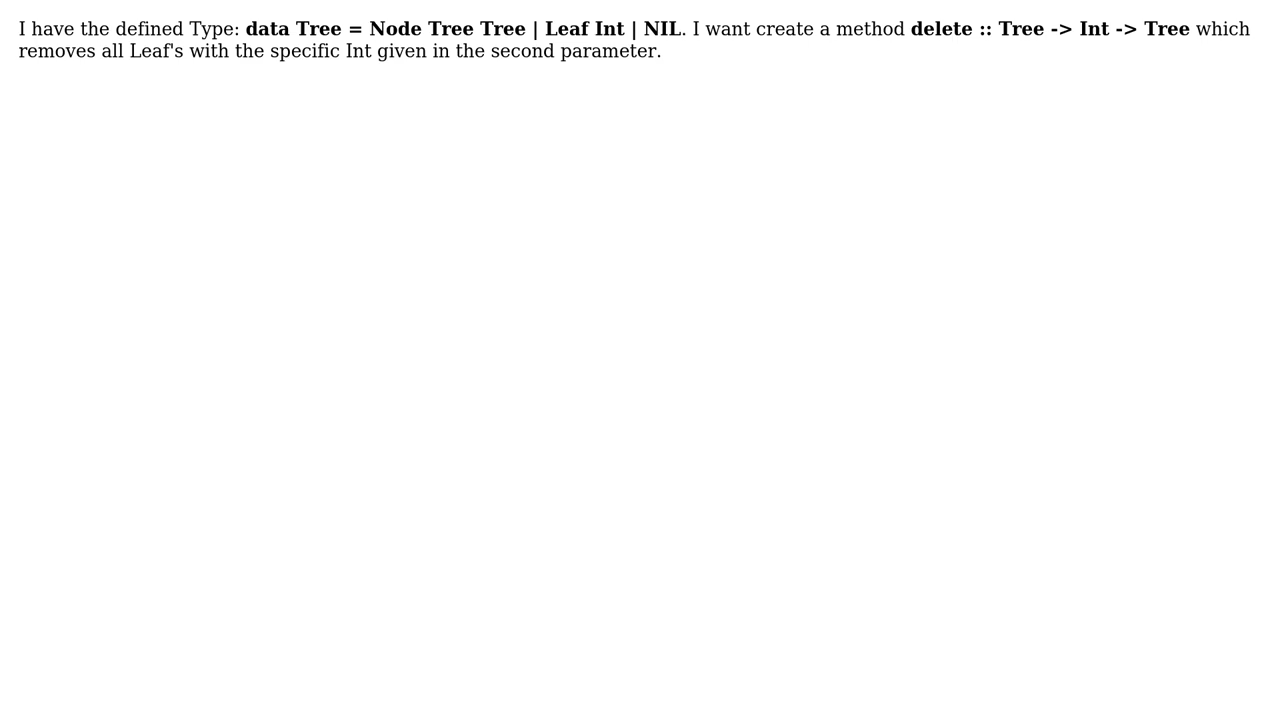 I have the defined Type: data Tree = Node Tree Tree | Leaf Int | NIL. I want create a method delete :: Tree -> Int -> Tree which
removes all Leaf's with the specific Int given in the second parameter.